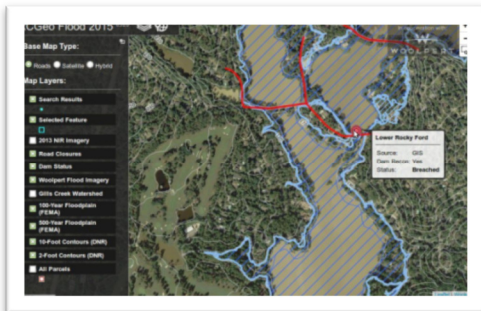 CGeo Flood 2015
WOOLPERT
Base Map Type:
Roads Satellite Hybrid
Map Layers:
Search Results
Selected Feature
2013 NIR Imagery
Road Closures
Dam Status
Woolpert Flood Imagery
Gills Creek Watershed
100-Year Floodplain
(FEMA)
500-Year Floodplain
(FEMA)
10-Foot Contours (DNR)
2-Foot Contours (DNR)
All Parcels
Lower Rocky Ford
Source: GIS
Dam Recon: Yes
Status: Breached